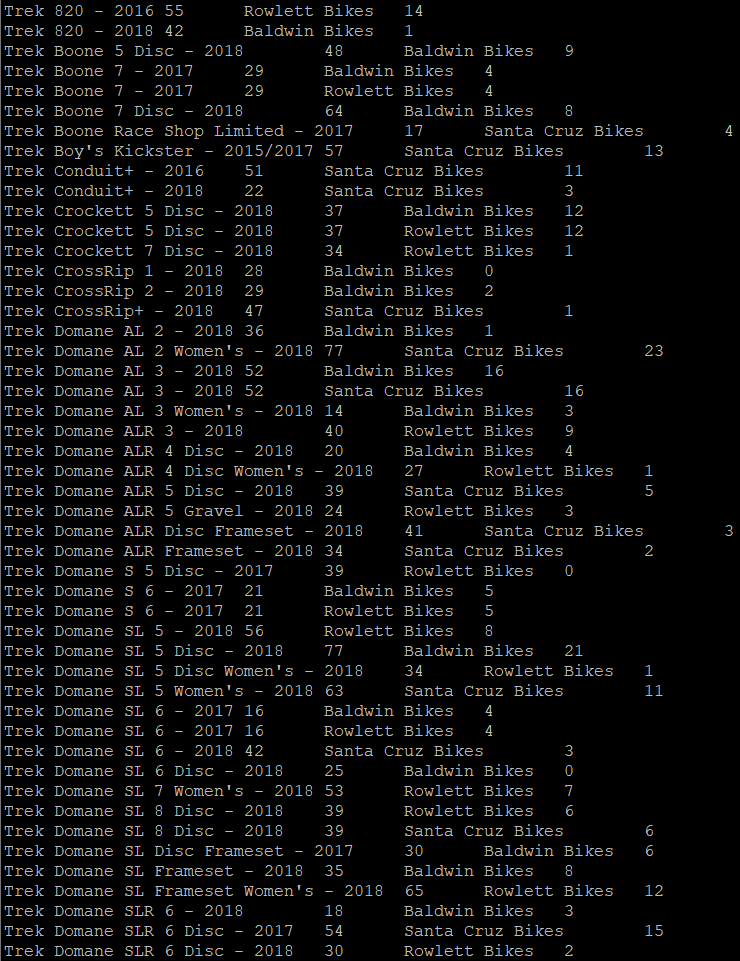 Trek 820 - 2016 55 Rowlett Bikes 14
Trek 820 - 2018 42 Baldwin Bikes 1
Trek Boone 5 Disc - 2018 48 Baldwin Bikes 9
Trek Boone 7 - 2017 29 Baldwin Bikes 4
Trek Boone 7 - 2017 29 Rowlett Bikes 4
Trek Boone 7 Disc - 2018 64 Baldwin Bikes 8
Trek Boone Race Shop Limited - 2017 17 Santa Cruz Bikes 4
Trek Boy's Kickster - 2015/2017 57 Santa Cruz Bikes 13
Trek Conduit+ - 2016 51 Santa Cruz Bikes 11
Trek Conduit+ - 2018 22 Santa Cruz Bikes 3
Trek Crockett 5 Disc - 2018 37 Baldwin Bikes 12
Trek Crockett 5 Disc - 2018 37 Rowlett Bikes 12
Trek Crockett 7 Disc - 2018 34 Rowlett Bikes 1
Trek CrossRip 1 - 2018 28 Baldwin Bikes 0
Trek CrossRip 2 - 2018 29 Baldwin Bikes 2
Trek CrossRip+ - 2018 47 Santa Cruz Bikes 1
Trek Domane AL 2 - 2018 36 Baldwin Bikes 1
Trek Domane AL 2 Women's - 2018 77 Santa Cruz Bikes 23
Trek Domane AL 3 - 2018 52 Baldwin Bikes 16
Trek Domane AL 3 - 2018 52 Santa Cruz Bikes 16
Trek Domane AL 3 Women's - 2018 14 Baldwin Bikes 3
Trek Domane ALR 3 - 2018 40 Rowlett Bikes 9
Trek Domane ALR 4 Disc - 2018 20 Baldwin Bikes 4
Trek Domane ALR 4 Disc Women's - 2018 27 Rowlett Bikes 1
Trek Domane ALR 5 Disc - 2018 39 Santa Cruz Bikes 5
Trek Domane ALR 5 Gravel - 2018 24 Rowlett Bikes 3
Trek Domane ALR Disc Frameset - 2018 41 Santa Cruz Bikes 3
Trek Domane ALR Frameset - 2018 34 Santa Cruz Bikes 2
Trek Domane S 5 Disc - 2017 39 Rowlett Bikes 0
Trek Domane S 6 - 2017 21 Baldwin Bikes 5
Trek Domane S 6 - 2017 21 Rowlett Bikes 5
Trek Domane SL 5 - 2018 56 Rowlett Bikes 8
Trek Domane SL 5 Disc - 2018 77 Baldwin Bikes 21
Trek Domane SL 5 Disc Women's - 2018 34 Rowlett Bikes 1
Trek Domane SL 5 Women's - 2018 63 Santa Cruz Bikes 11
Trek Domane SL 6 - 2017 16 Baldwin Bikes 4
Trek Domane SL 6 - 2017 16 Rowlett Bikes 4
Trek Domane SL 6 - 2018 42 Santa Cruz Bikes 3
Trek Domane SL 6 Disc - 2018 25 Baldwin Bikes 0
Trek Domane SL 7 Women's - 2018 53 Rowlett Bikes 7
Trek Domane SL 8 Disc - 2018 39 Rowlett Bikes 6
Trek Domane SL 8 Disc - 2018 39 Santa Cruz Bikes 6
Trek Domane SL Disc Frameset - 2017 30 Baldwin Bikes 6
Trek Domane SL Frameset - 2018 35 Baldwin Bikes 8
Trek Domane SL Frameset Women's - 2018 65 Rowlett Bikes 12
Trek Domane SLR 6 - 2018 18 Baldwin Bikes 3
Trek Domane SLR 6 Disc - 2017 54 Santa Cruz Bikes 15
Trek Domane SLR 6 Disc - 2018 30 Rowlett Bikes 2